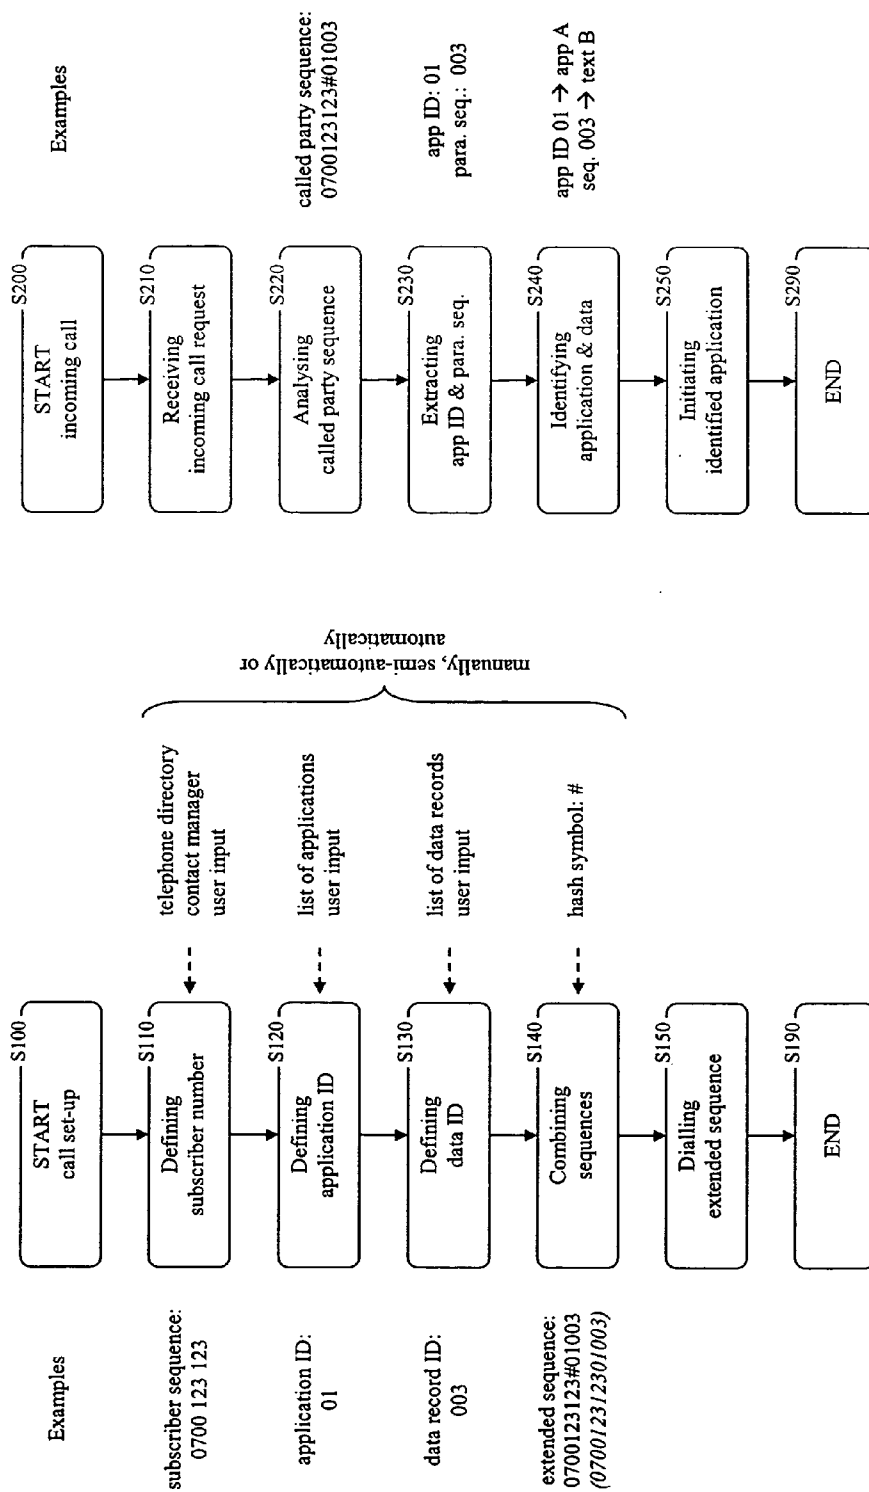 Examples
subscriber sequence:
0700 123 123
application ID:
01
data record ID:
003
extended sequence:
0700123123#01003
(070012312301003)
S100
START
call set-up
S110
Defining
subscriber number
S120
Defining
application ID
S130
Defining
data ID
S140
Combining
sequences
S150
Dialling
extended sequence
S190
END
telephone directory
contact manager
user input
list of applications
user input
list of data records
user input
hash symbol: #
manually, semi-automatically or
automatically
S200
START
incoming call
S210
Receiving
incoming call request
S220
Analysing
called party sequence
S230
Extracting
app ID & para. seq.
S240
Identifying
application & data
S250
Initiating
identified application
S290
END
Examples
called party sequence:
0700123123#01003
app ID: 01
para. seq.: 003
app ID 01 → app A
seq. 003 → text B